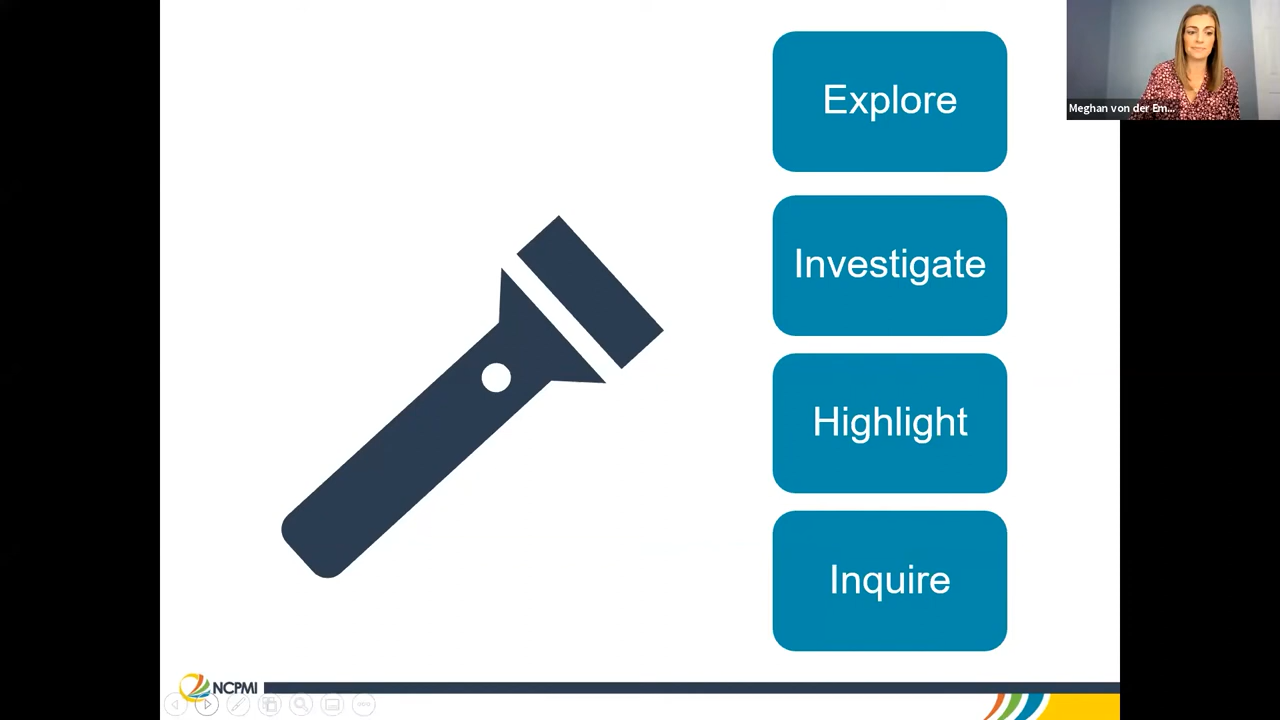 Explore
Meghan von der Em...
Investigate
Highlight
Inquire
NCPMI